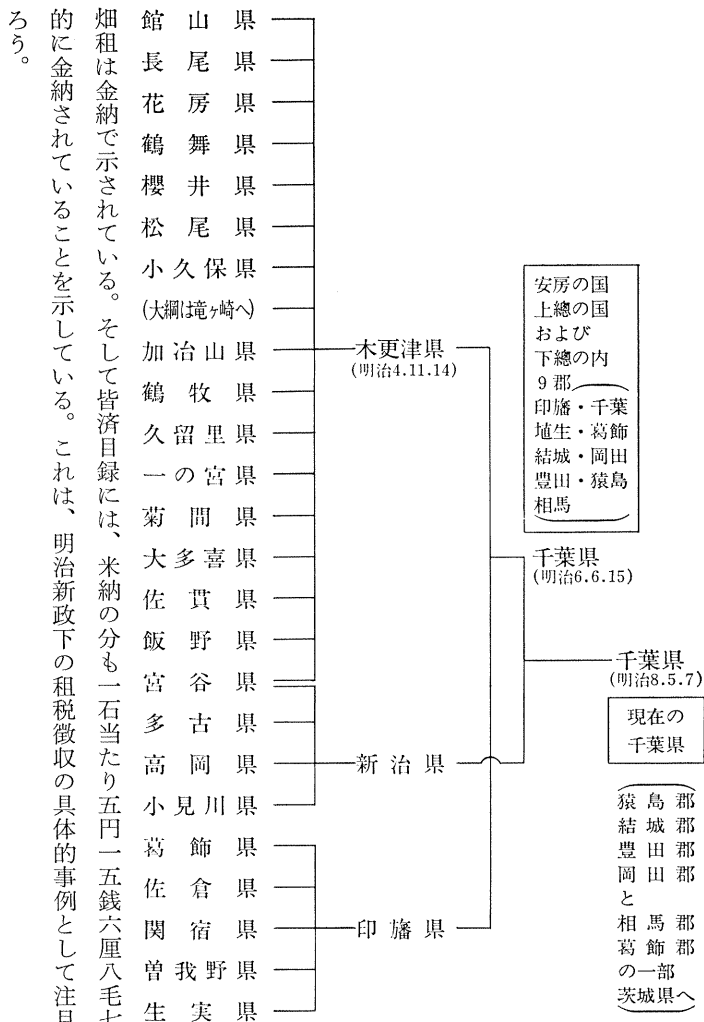 館山県
長尾県
花房県
鶴舞県
櫻井県
松尾県
小久保県
(大綱は竜ヶ崎へ)
加冶山県
鶴牧県
久留里県
一の宮県
菊間県
大多喜県
佐貫県
飯野県
宮谷県
多古県
高岡県
小見川県
葛飾県
佐倉県
関宿県
曽我野県
生実県
木更津県
(明治4.11.14)
新治県
印旛県
安房の国
上總の国
および
下總の内
9郡
印旛・千葉
埴生・葛飾
結城・岡田
豊田・猿島
相馬
千葉県
(明治6.6.15)
千葉県
(明治8.5.7)
現在の
千葉県
猿島郡
結城郡
豊田郡
岡田郡
と
相馬郡
葛飾郡
の一部
茨城県へ
畑租は金納で示されている。そして皆済目録には、米納の分も一石当たり五円一五銭六厘八毛七
的に金納されていることを示している。これは、明治新政下の租税徴収の具体的事例として注目
ろう。